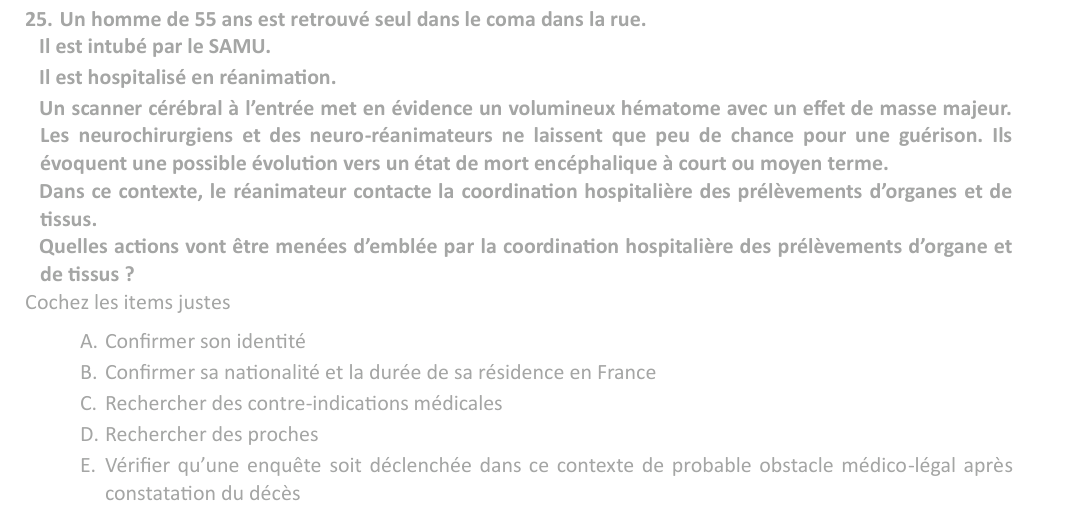 25. Un homme de 55 ans est retrouvé seul dans le coma dans la rue.
Il est intubé par le SAMU.
Il est hospitalisé en réanimation.
Un scanner cérébral à l’entrée met en évidence un volumineux hématome avec un effet de masse majeur.
Les neurochirurgiens et des neuro-réanimateurs ne laissent que peu de chance pour une guérison. Ils
évoquent une possible évolution vers un état de mort encéphalique à court ou moyen terme.
Dans ce contexte, le réanimateur contacte la coordination hospitalière des prélèvements d’organes et de
tissus.
Quelles actions vont être menées d’emblée par la coordination hospitalière des prélèvements d’organe et
de tissus ?
Cochez les items justes
A. Confirmer son identité
B. Confirmer sa nationalité et la durée de sa résidence en France
C. Rechercher des contre-indications médicales
D. Rechercher des proches
E. Vérifier qu’une enquête soit déclenchée dans ce contexte de probable obstacle médico-légal après
constatation du décès